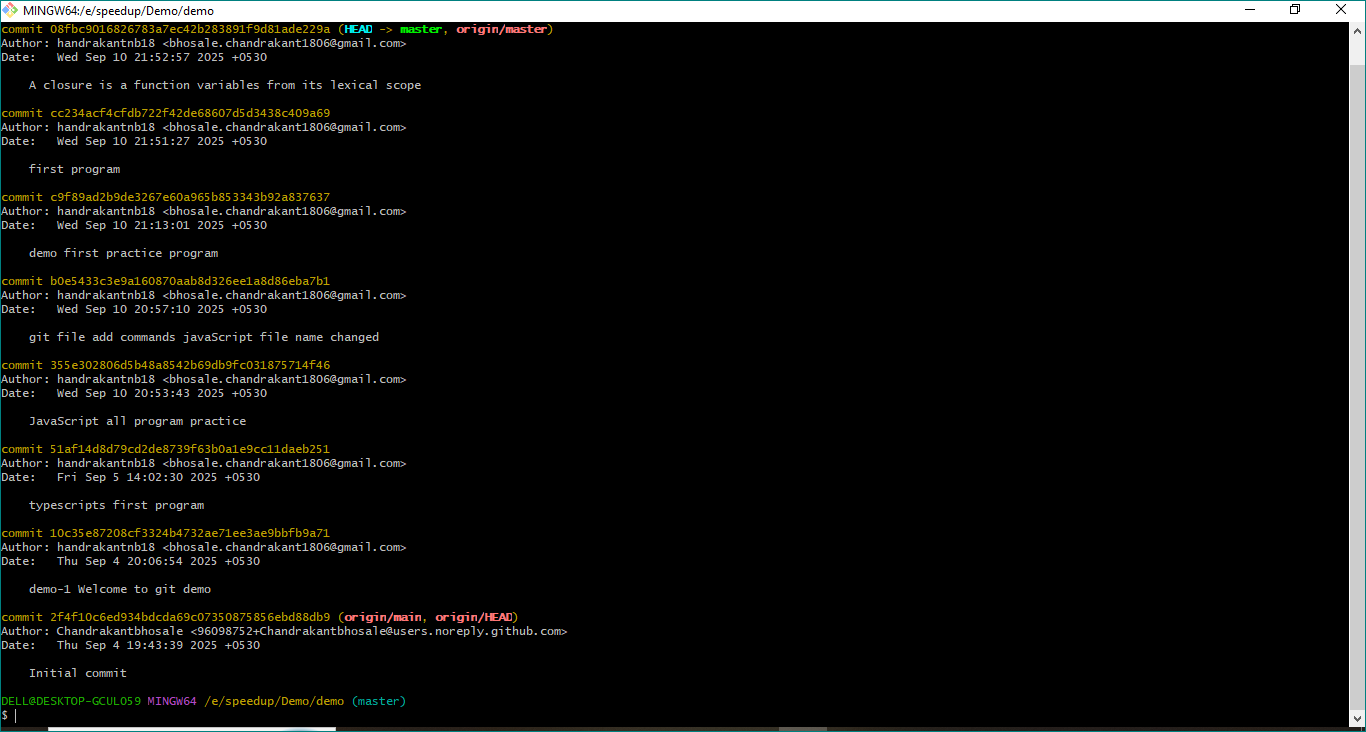 MINGW64:/e/speedup/Demo/demo
commit 08fbc9016826783a7ec42b283891f9d81ade229a (HEAD -> master, origin/master)
Author: handrakantnb18 <bhosale.chandrakant1806@gmail.com>
Date:   Wed Sep 10 21:52:57 2025 +0530
    A closure is a function variables from its lexical scope
commit cc234acf4cfdb722f42de68607d5d3438c409a69
Author: handrakantnb18 <bhosale.chandrakant1806@gmail.com>
Date:   Wed Sep 10 21:51:27 2025 +0530
    first program
commit c9f89ad2b9de3267e60a965b853343b92a837637
Author: handrakantnb18 <bhosale.chandrakant1806@gmail.com>
Date:   Wed Sep 10 21:13:01 2025 +0530
    demo first practice program
commit b0e5433c3e9a160870aab8d326ee1a8d86eba7b1
Author: handrakantnb18 <bhosale.chandrakant1806@gmail.com>
Date:   Wed Sep 10 20:57:10 2025 +0530
    git file add commands javaScript file name changed
commit 355e302806d5b48a8542b69db9fc031875714f46
Author: handrakantnb18 <bhosale.chandrakant1806@gmail.com>
Date:   Wed Sep 10 20:53:43 2025 +0530
    JavaScript all program practice
commit 51af14d8d79cd2de8739f63b0a1e9cc11daeb251
Author: handrakantnb18 <bhosale.chandrakant1806@gmail.com>
Date:   Fri Sep 5 14:02:30 2025 +0530
    typescripts first program
commit 10c35e87208cf3324b4732ae71ee3ae9bbfb9a71
Author: handrakantnb18 <bhosale.chandrakant1806@gmail.com>
Date:   Thu Sep 4 20:06:54 2025 +0530
    demo-1 Welcome to git demo
commit 2f4f10c6ed934bdcda69c07350875856ebd88db9 (origin/main, origin/HEAD)
Author: Chandrakantbhosale <96098752+Chandrakantbhosale@users.noreply.github.com>
Date:   Thu Sep 4 19:43:39 2025 +0530
    Initial commit
DELL@DESKTOP-GCULO59 MINGW64 /e/speedup/Demo/demo (master)
$